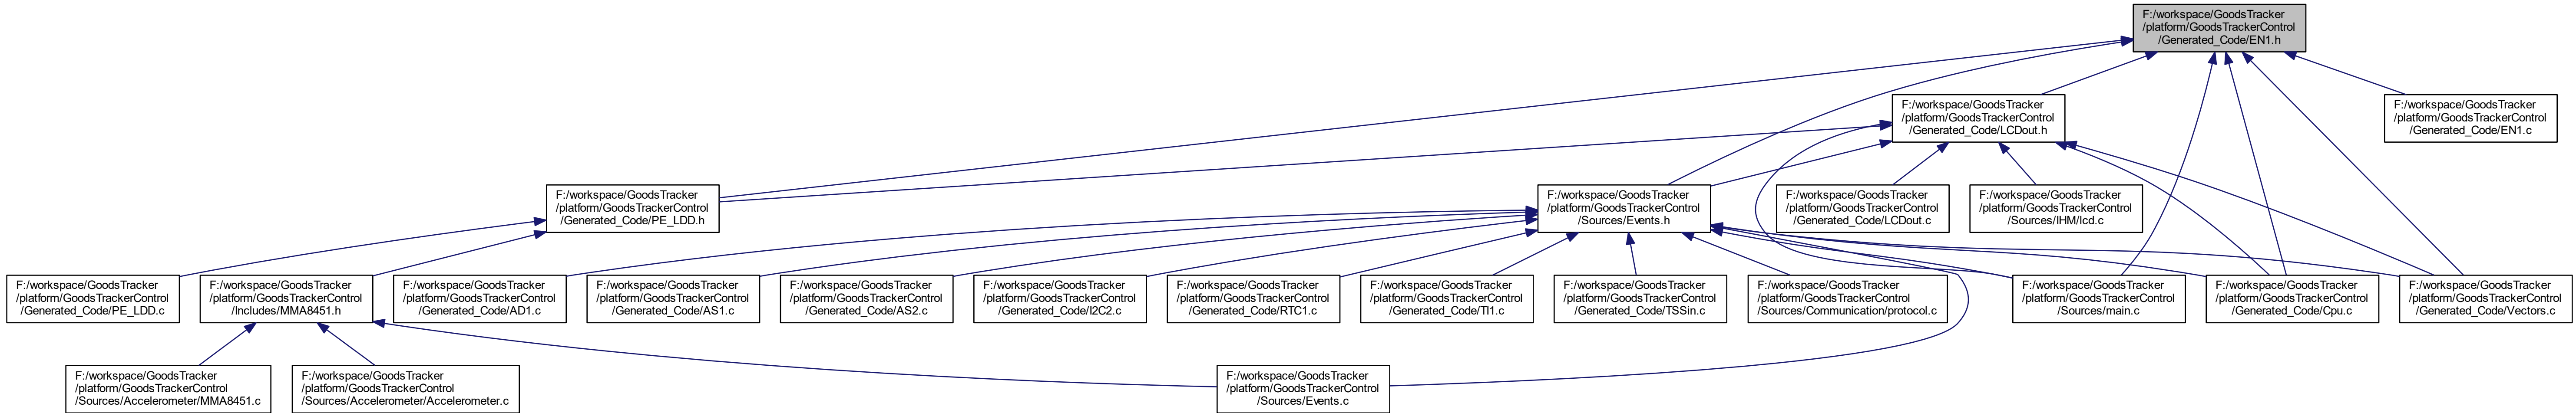 F:/workspace/GoodsTracker
/platform/GoodsTrackerControl
/Generated_Code/EN1.h
F:/workspace/GoodsTracker
/platform/GoodsTrackerControl
/Generated_Code/LCDout.h
F:/workspace/GoodsTracker
/platform/GoodsTrackerControl
/Generated_Code/EN1.c
F:/workspace/GoodsTracker
/platform/GoodsTrackerControl
/Generated_Code/PE_LDD.h
F:/workspace/GoodsTracker
/platform/GoodsTrackerControl
/Sources/Events.h
F:/workspace/GoodsTracker
/platform/GoodsTrackerControl
/Generated_Code/LCDout.c
F:/workspace/GoodsTracker
/platform/GoodsTrackerControl
/Sources/IHM/lcd.c
F:/workspace/GoodsTracker
/platform/GoodsTrackerControl
/Generated_Code/PE_LDD.c
F:/workspace/GoodsTracker
/platform/GoodsTrackerControl
/Includes/MMA8451.h
F:/workspace/GoodsTracker
/platform/GoodsTrackerControl
/Generated_Code/AD1.c
F:/workspace/GoodsTracker
/platform/GoodsTrackerControl
/Generated_Code/AS1.c
F:/workspace/GoodsTracker
/platform/GoodsTrackerControl
/Generated_Code/AS2.c
F:/workspace/GoodsTracker
/platform/GoodsTrackerControl
/Generated_Code/I2C2.c
F:/workspace/GoodsTracker
/platform/GoodsTrackerControl
/Generated_Code/RTC1.c
F:/workspace/GoodsTracker
/platform/GoodsTrackerControl
/Generated_Code/TI1.c
F:/workspace/GoodsTracker
/platform/GoodsTrackerControl
/Generated_Code/TSSin.c
F:/workspace/GoodsTracker
/platform/GoodsTrackerControl
/Sources/Communication/protocol.c
F:/workspace/GoodsTracker
/platform/GoodsTrackerControl
/Sources/main.c
F:/workspace/GoodsTracker
/platform/GoodsTrackerControl
/Generated_Code/Cpu.c
F:/workspace/GoodsTracker
/platform/GoodsTrackerControl
/Generated_Code/Vectors.c
F:/workspace/GoodsTracker
/platform/GoodsTrackerControl
/Sources/Accelerometer/MMA8451.c
F:/workspace/GoodsTracker
/platform/GoodsTrackerControl
/Sources/Accelerometer/Accelerometer.c
F:/workspace/GoodsTracker
/platform/GoodsTrackerControl
/Sources/Events.c